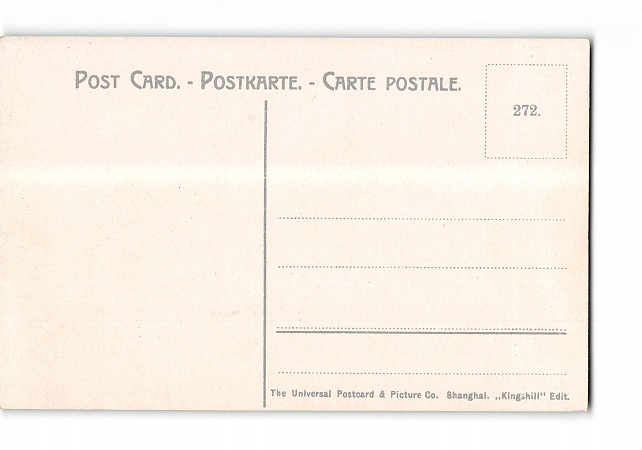 POST CARD. - POSTKARTE. - CARTE POSTALE.
272.
The Universal Postcard & Picture Co. Shanghai. „Kingshill“ Edit.